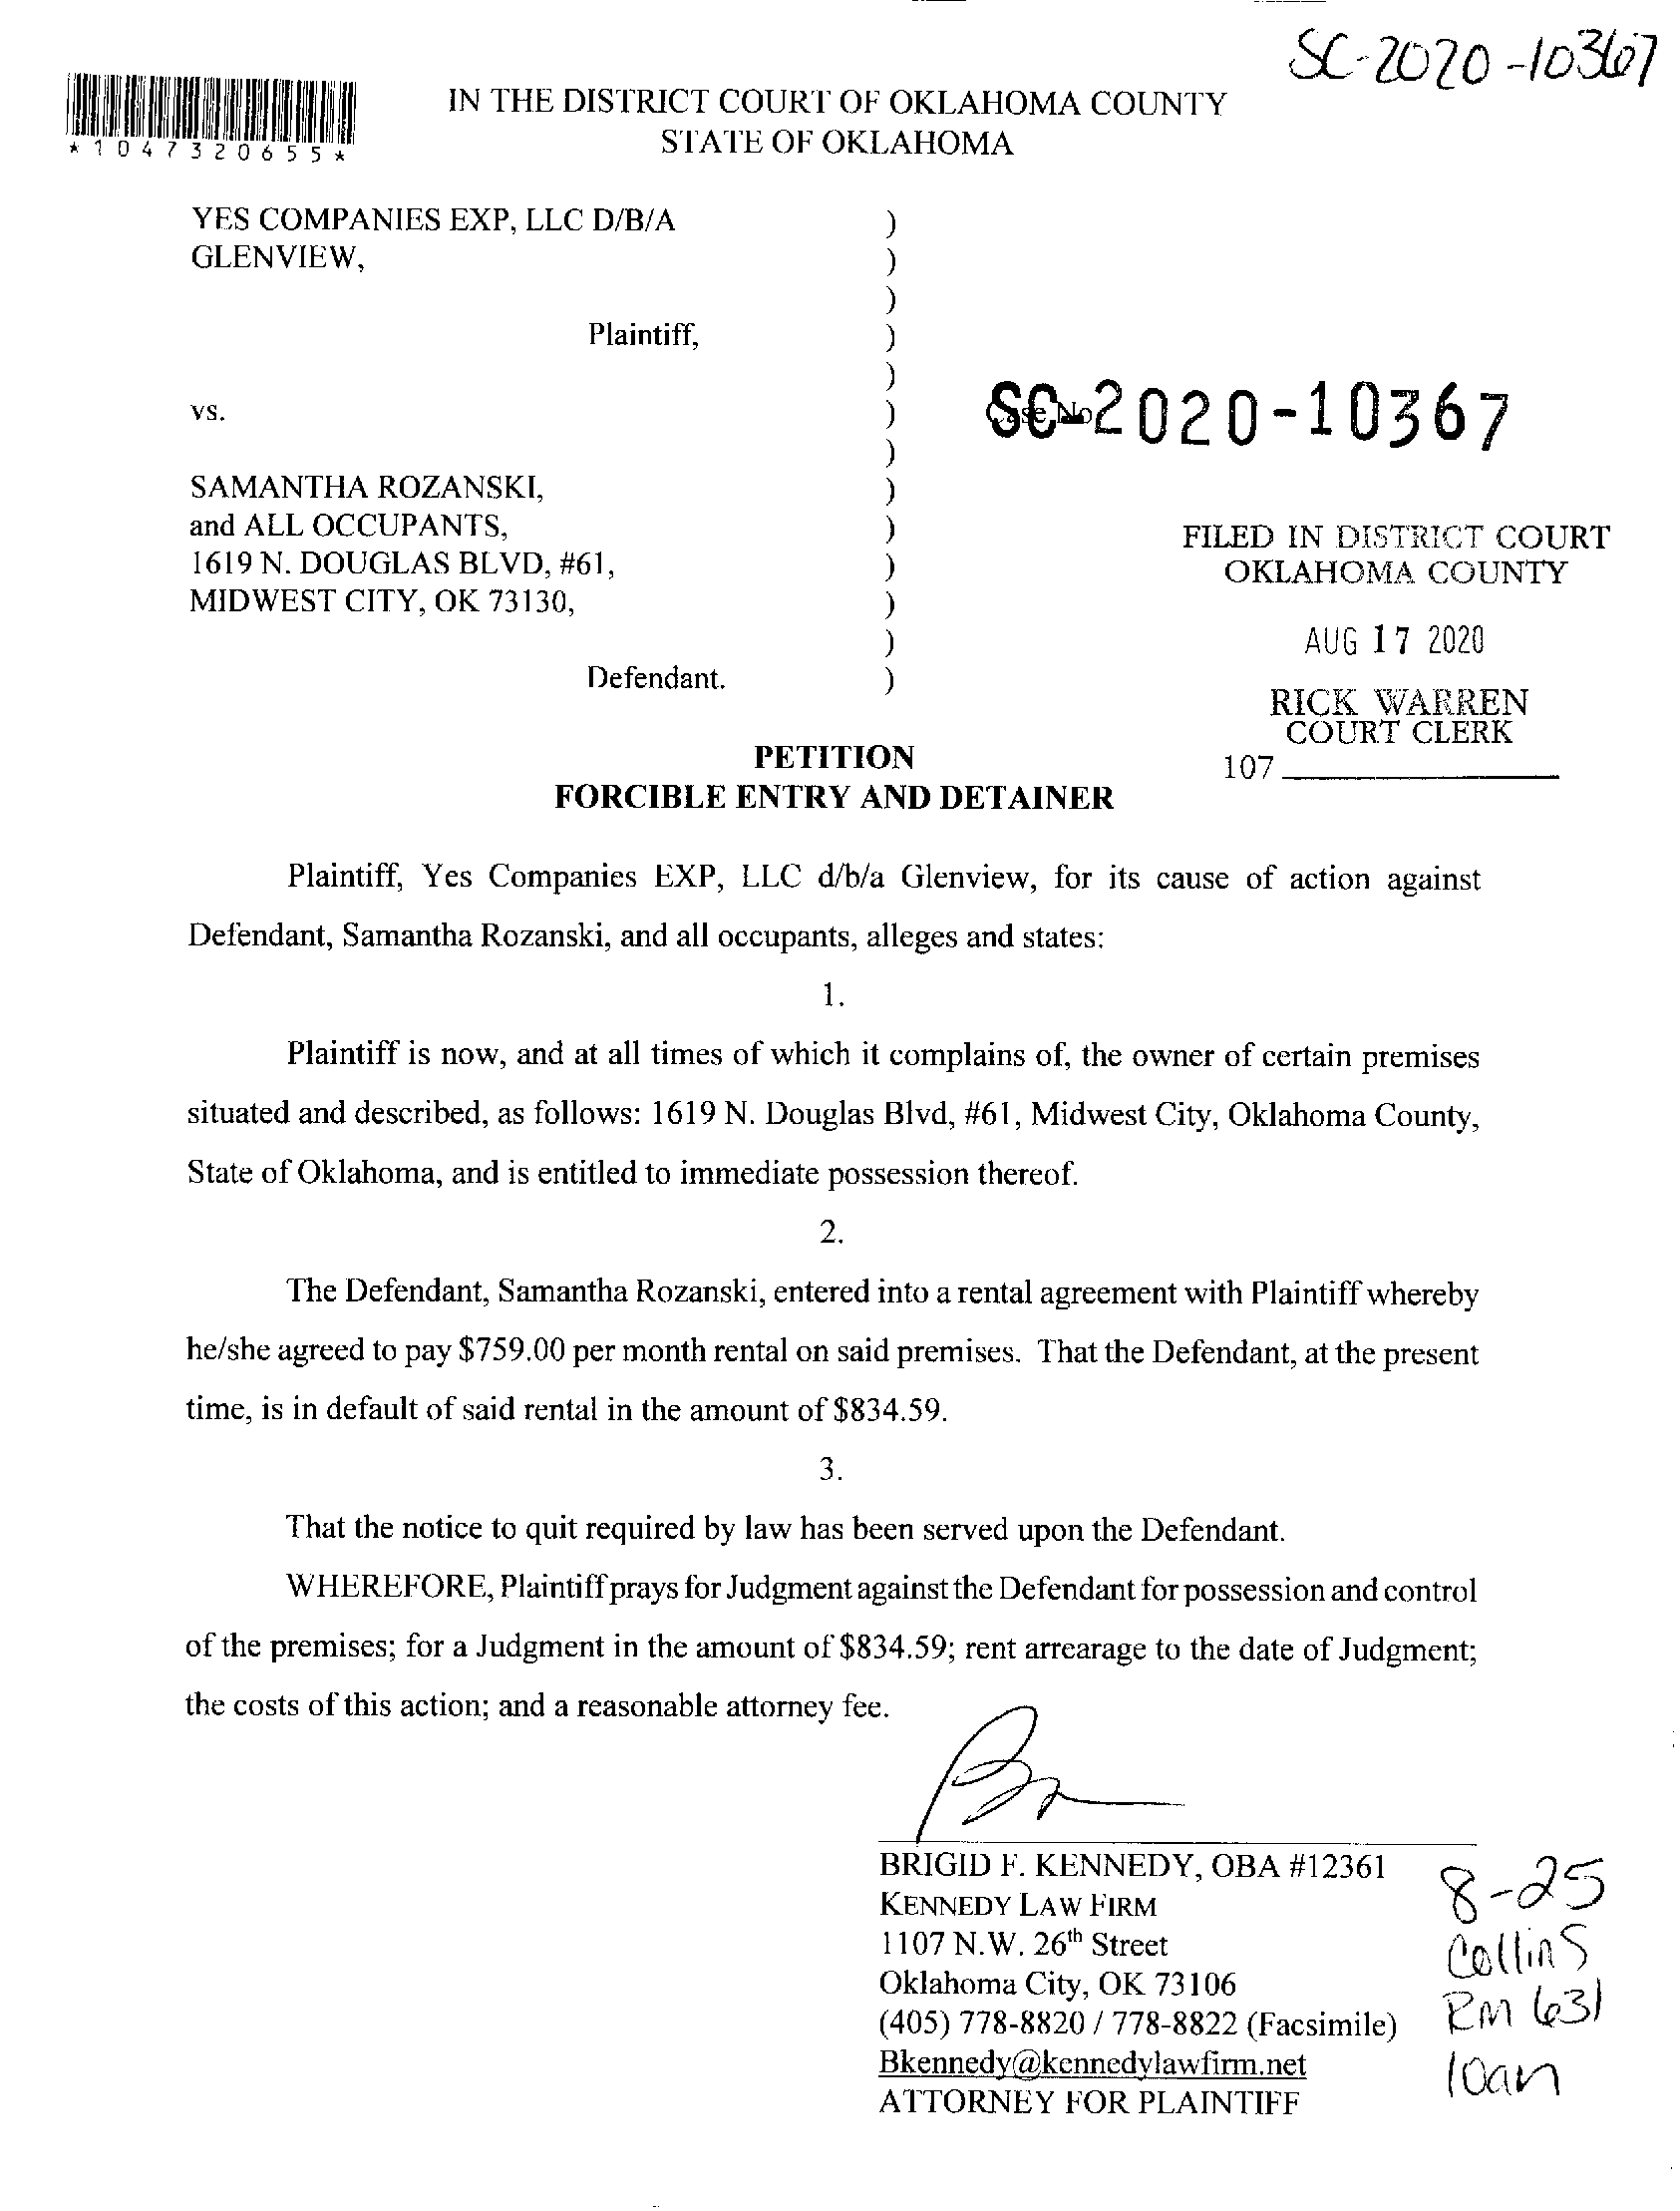 SC-2020-10367
*1047320655*
IN THE DISTRICT COURT OF OKLAHOMA COUNTY
STATE OF OKLAHOMA
YES COMPANIES EXP, LLC D/B/A )
GLENVIEW, )
)
Plaintiff, )
)
vs. ) Case No. SC-2020-10367
)
SAMANTHA ROZANSKI, )
and ALL OCCUPANTS, )
1619 N. DOUGLAS BLVD, #61, )
MIDWEST CITY, OK 73130, )
)
Defendant. )
FILED IN DISTRICT COURT
OKLAHOMA COUNTY
AUG 17 2020
RICK WARREN
COURT CLERK
107
PETITION
FORCIBLE ENTRY AND DETAINER
Plaintiff, Yes Companies EXP, LLC d/b/a Glenview, for its cause of action against
Defendant, Samantha Rozanski, and all occupants, alleges and states:
1.
Plaintiff is now, and at all times of which it complains of, the owner of certain premises
situated and described, as follows: 1619 N. Douglas Blvd, #61, Midwest City, Oklahoma County,
State of Oklahoma, and is entitled to immediate possession thereof.
2.
The Defendant, Samantha Rozanski, entered into a rental agreement with Plaintiff whereby
he/she agreed to pay $759.00 per month rental on said premises. That the Defendant, at the present
time, is in default of said rental in the amount of $834.59.
3.
That the notice to quit required by law has been served upon the Defendant.
WHEREFORE, Plaintiff prays for Judgment against the Defendant for possession and control
of the premises; for a Judgment in the amount of $834.59; rent arrearage to the date of Judgment;
the costs of this action; and a reasonable attorney fee.
BRIGID F. KENNEDY, OBA #12361
KENNEDY LAW FIRM
1107 N.W. 26th Street
Oklahoma City, OK 73106
(405) 778-8820 / 778-8822 (Facsimile)
Bkennedy@kennedylawfirm.net
ATTORNEY FOR PLAINTIFF
8-25
Collins
RM 631
10am